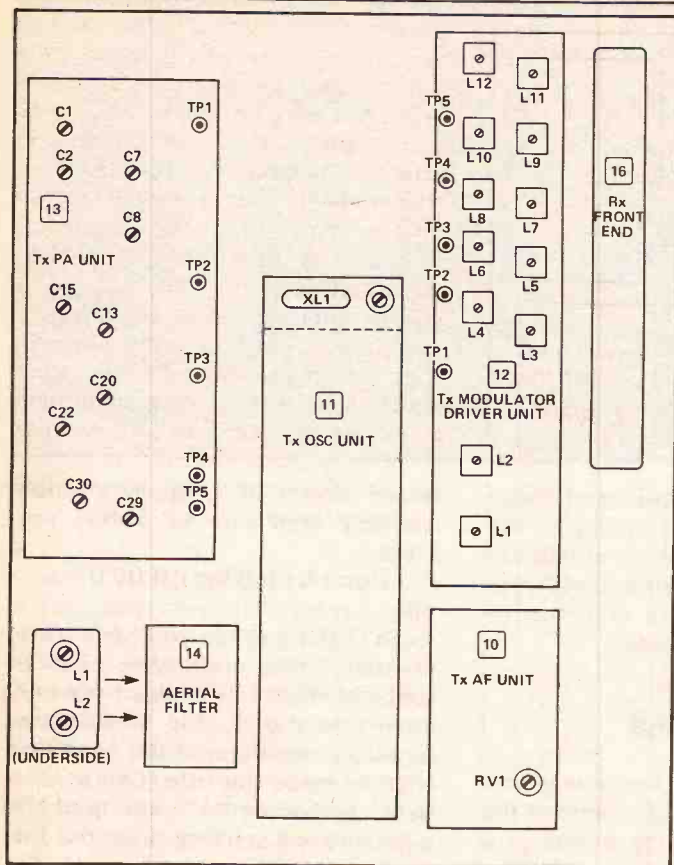 C1
TP1
C2
C7
13
C8
Tx PA UNIT
TP2
C15
C13
TP3
C20
C22
TP4
C30
C29
TP5
L1
L2
(UNDERSIDE)
14
AERIAL
FILTER
XL1
11
Tx OSC UNIT
L12
L11
TP5
L10
L9
TP4
L8
L7
TP3
L6
L5
TP2
L4
L3
TP1
12
Tx MODULATOR
DRIVER UNIT
L2
L1
10
Tx AF UNIT
RV1
16
Rx
FRONT
END